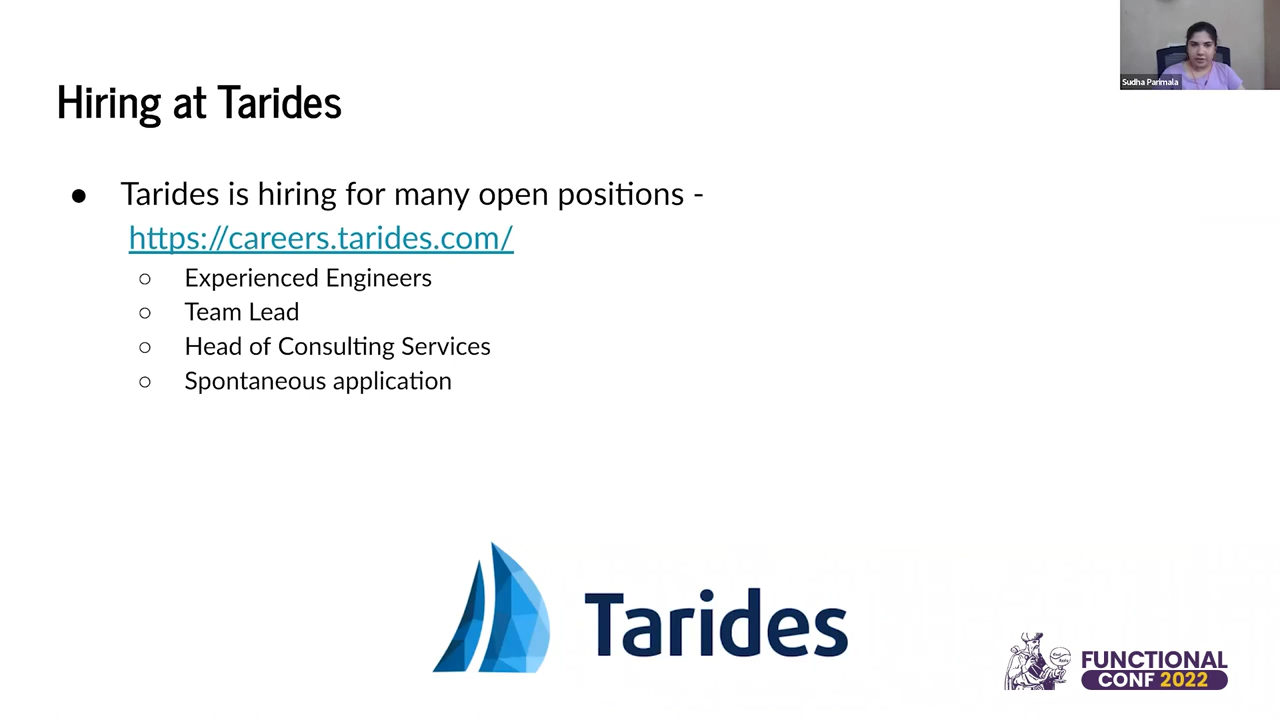 Sudha Parimala
Hiring at Tarides
● Tarides is hiring for many open positions -
https://careers.tarides.com/
○ Experienced Engineers
○ Team Lead
○ Head of Consulting Services
○ Spontaneous application
Tarides
FUNCTIONAL
CONF 2022